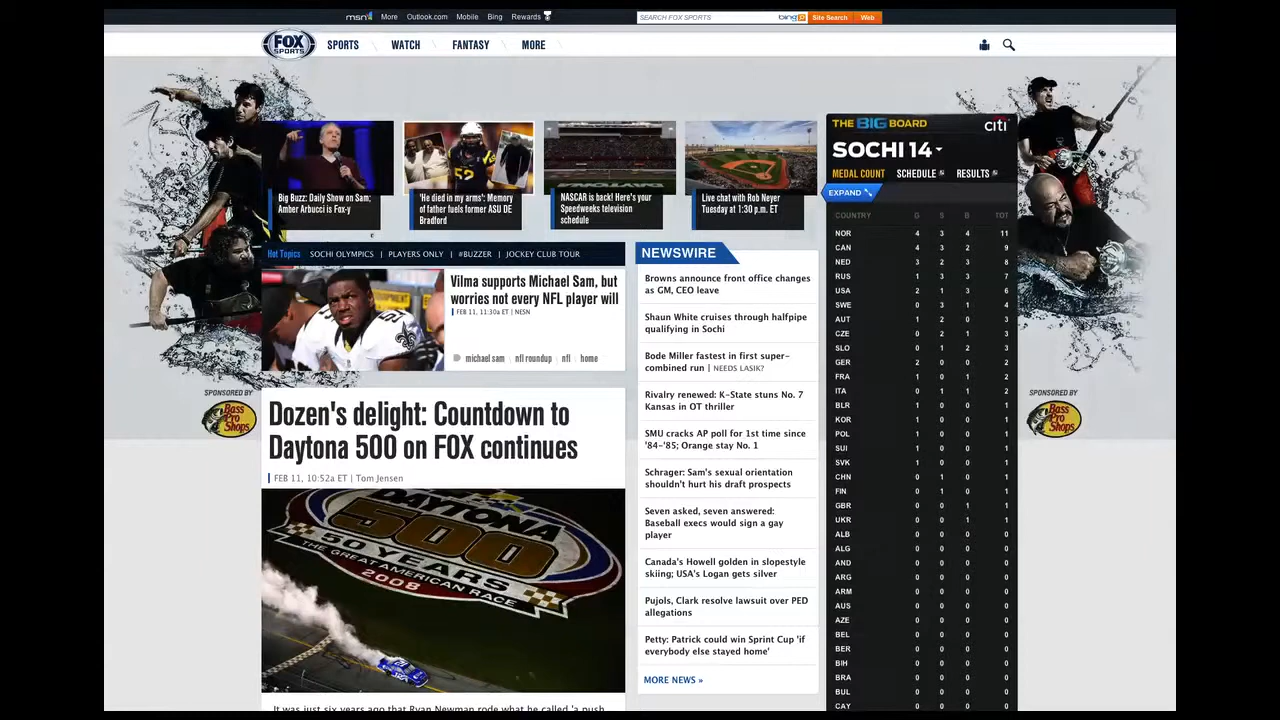 msn
More
Outlook.com
Mobile
Bing
Rewards
SEARCH FOX SPORTS
bing
Site Search
Web
FOX
SPORTS
SPORTS
WATCH
FANTASY
MORE
Big Buzz: Daily Show on Sam;
Amber Arbucci is Fox-y
52
'He died in my arms': Memory
of father fuels former ASU DE
Bradford
NASCAR is back! Here's your
Speedweeks television
schedule
Live chat with Rob Neyer
Tuesday at 1:30 p.m. ET
Hot Topics
SOCHI OLYMPICS | PLAYERS ONLY | #BUZZER | JOCKEY CLUB TOUR
Vilma supports Michael Sam, but
worries not every NFL player will
FEB 11, 11:30a ET | NESN
michael sam nfl roundup nfl home
SPONSORED BY
Bass
Pro Shops
Dozen's delight: Countdown to
Daytona 500 on FOX continues
FEB 11, 10:52a ET | Tom Jensen
DAYTONA
500
50 YEARS
THE GREAT AMERICAN RACE
2008
It was just six years ago that Ryan Newman rode what he called 'a push
NEWSWIRE
Browns announce front office changes
as GM, CEO leave
Shaun White cruises through halfpipe
qualifying in Sochi
Bode Miller fastest in first super-
combined run | NEEDS LASIK?
Rivalry renewed: K-State stuns No. 7
Kansas in OT thriller
SMU cracks AP poll for 1st time since
'84-'85; Orange stay No. 1
Schrager: Sam's sexual orientation
shouldn't hurt his draft prospects
Seven asked, seven answered:
Baseball execs would sign a gay
player
Canada's Howell golden in slopestyle
skiing; USA's Logan gets silver
Pujols, Clark resolve lawsuit over PED
allegations
Petty: Patrick could win Sprint Cup 'if
everybody else stayed home'
MORE NEWS »
THE BIG BOARD
citi
SOCHI 14
MEDAL COUNT
SCHEDULE
RESULTS
EXPAND
COUNTRY G S B TOT
NOR 4 3 4 11
CAN 4 3 2 9
NED 3 2 3 8
RUS 1 3 3 7
USA 2 1 3 6
SWE 0 3 1 4
AUT 1 2 0 3
CZE 0 2 1 3
SLO 0 1 2 3
GER 2 0 0 2
FRA 1 0 1 2
ITA 0 1 1 2
BLR 1 0 0 1
KOR 1 0 0 1
POL 1 0 0 1
SUI 1 0 0 1
SVK 1 0 0 1
CHN 0 1 0 1
FIN 0 1 0 1
GBR 0 0 1 1
UKR 0 0 1 1
ALB 0 0 0 0
ALG 0 0 0 0
AND 0 0 0 0
ARG 0 0 0 0
ARM 0 0 0 0
AUS 0 0 0 0
AZE 0 0 0 0
BEL 0 0 0 0
BER 0 0 0 0
BIH 0 0 0 0
BRA 0 0 0 0
BUL 0 0 0 0
CAY 0 0 0 0
SPONSORED BY
Bass
Pro Shops